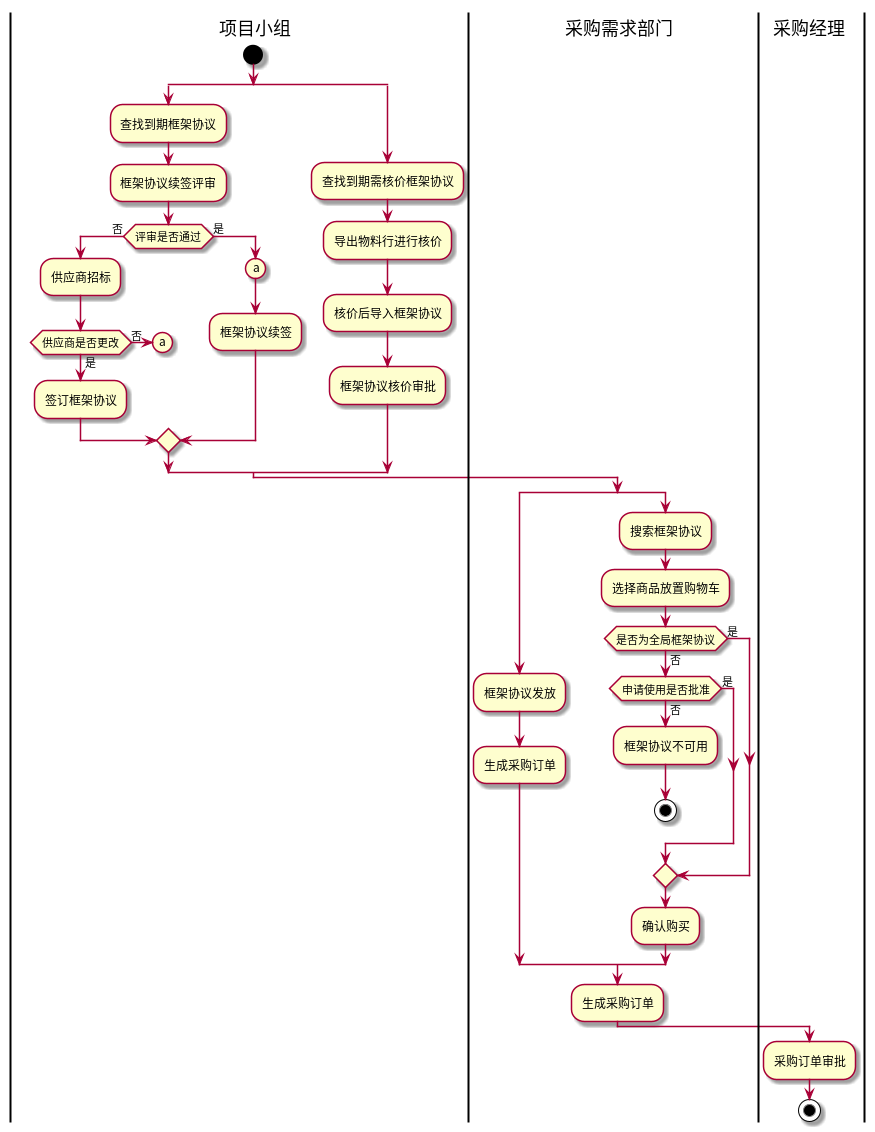 项目小组
采购需求部门
采购经理
查找到期框架协议
框架协议续签评审
查找到期需核价框架协议
否
评审是否通过
是
导出物料行进行核价
供应商招标
a
核价后导入框架协议
框架协议续签
供应商是否更改
否
a
是
框架协议核价审批
签订框架协议
搜索框架协议
选择商品放置购物车
是否为全局框架协议
是
否
框架协议发放
申请使用是否批准
是
否
框架协议不可用
生成采购订单
确认购买
生成采购订单
采购订单审批